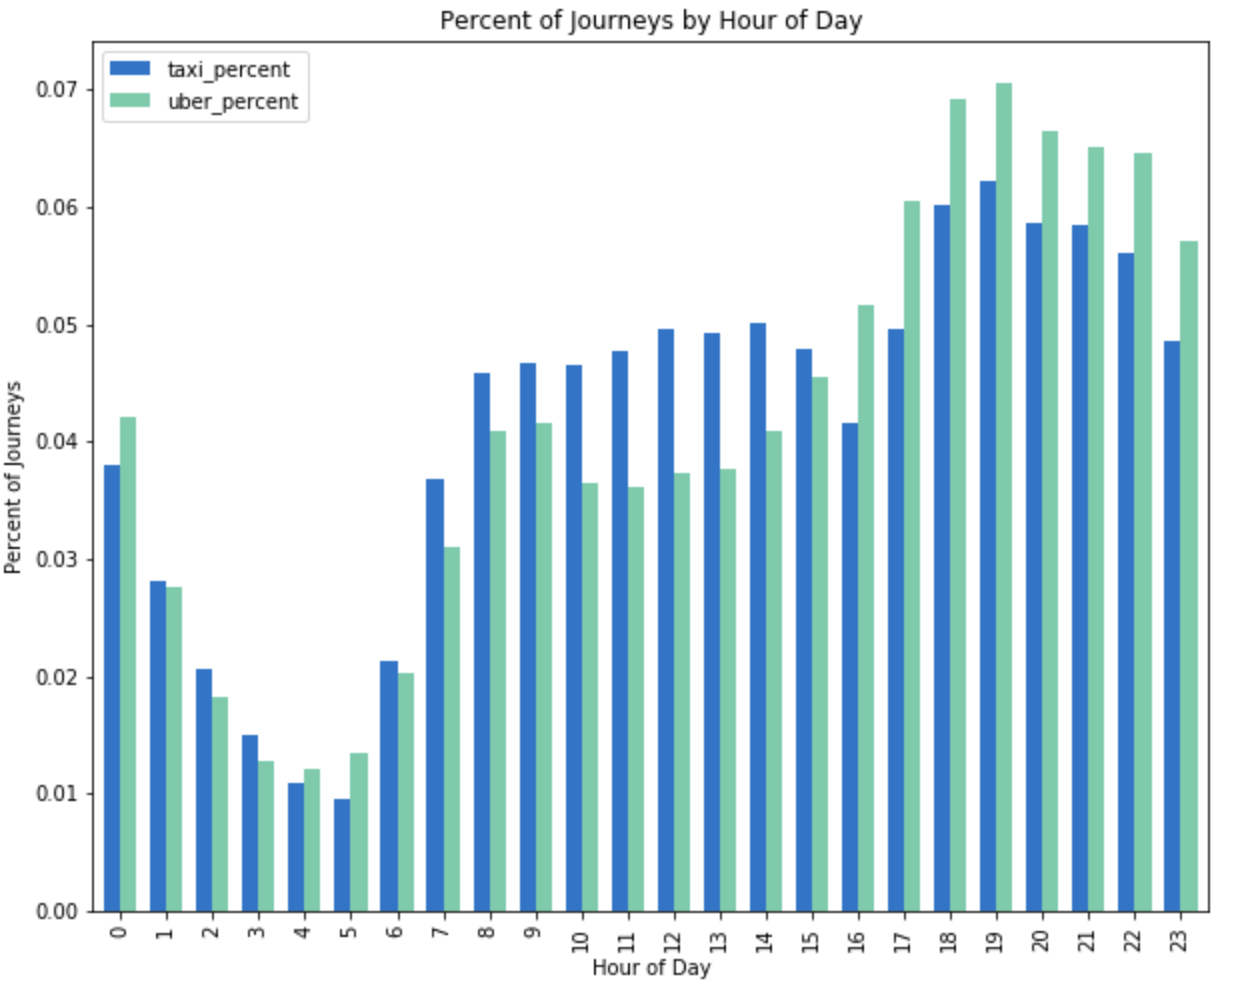 Percent of Journeys by Hour of Day
taxi_percent
uber_percent
Percent of Journeys
0.07
0.06
0.05
0.04
0.03
0.02
0.01
0.00
0 1 2 3 4 5 6 7 8 9 10 11 12 13 14 15 16 17 18 19 20 21 22 23
Hour of Day